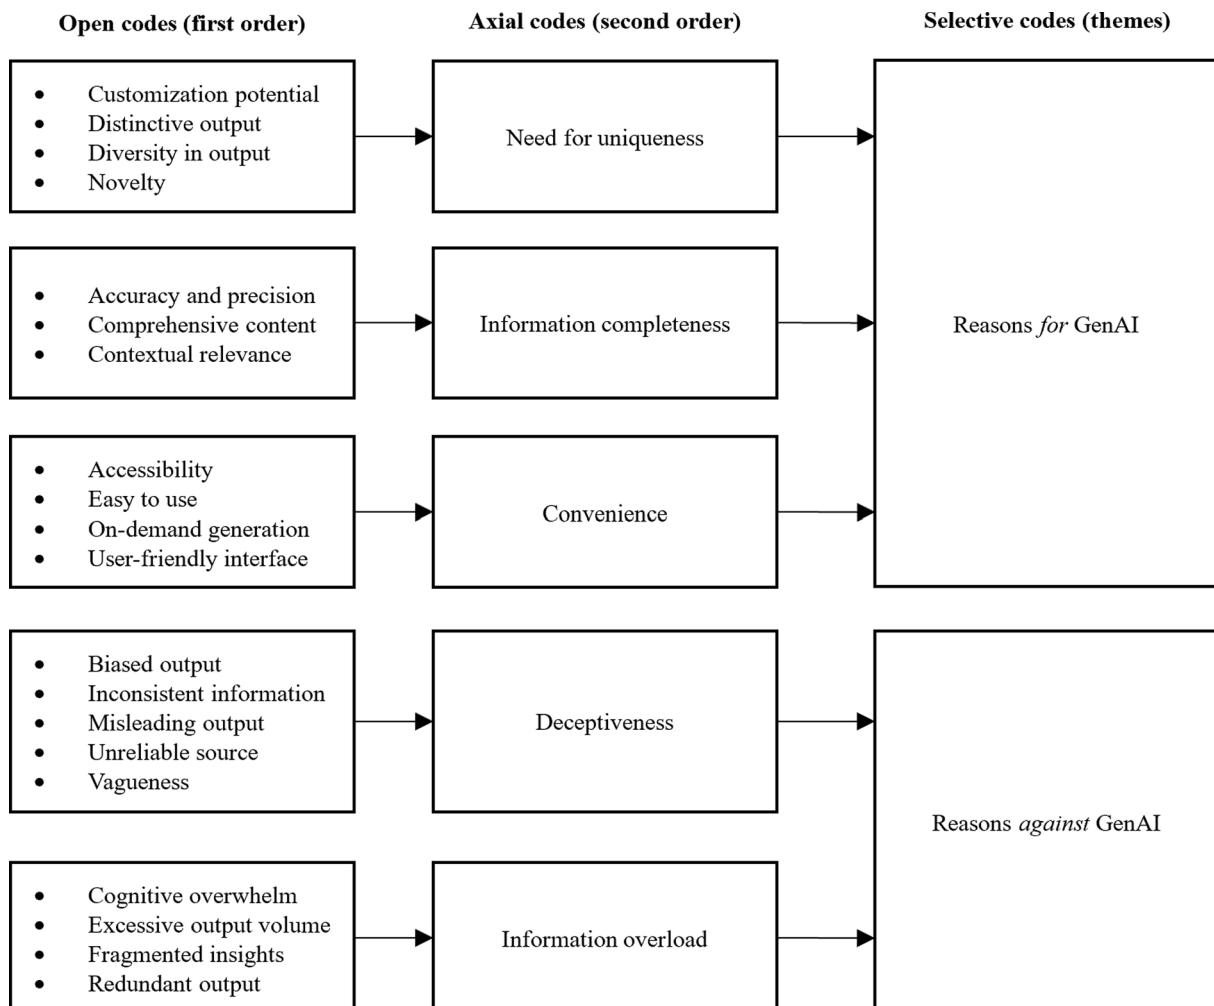 Open codes (first order)
Axial codes (second order)
Selective codes (themes)
• Customization potential
• Distinctive output
• Diversity in output
• Novelty
Need for uniqueness
• Accuracy and precision
• Comprehensive content
• Contextual relevance
Information completeness
Reasons for GenAI
• Accessibility
• Easy to use
• On-demand generation
• User-friendly interface
Convenience
• Biased output
• Inconsistent information
• Misleading output
• Unreliable source
• Vagueness
Deceptiveness
Reasons against GenAI
• Cognitive overwhelm
• Excessive output volume
• Fragmented insights
• Redundant output
Information overload